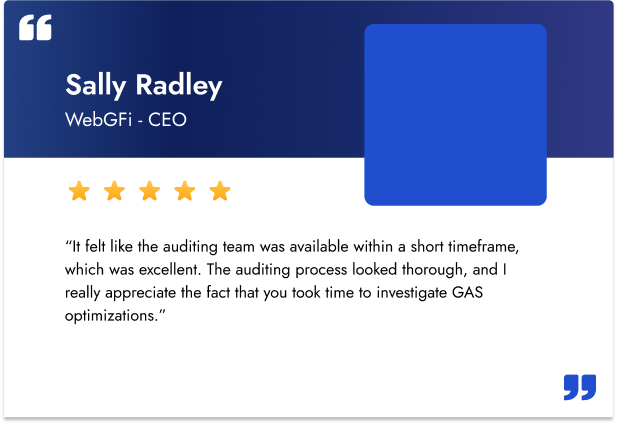 Sally Radley
WebGFi - CEO
“It felt like the auditing team was available within a short timeframe,
which was excellent. The auditing process looked thorough, and I
really appreciate the fact that you took time to investigate GAS
optimizations.”